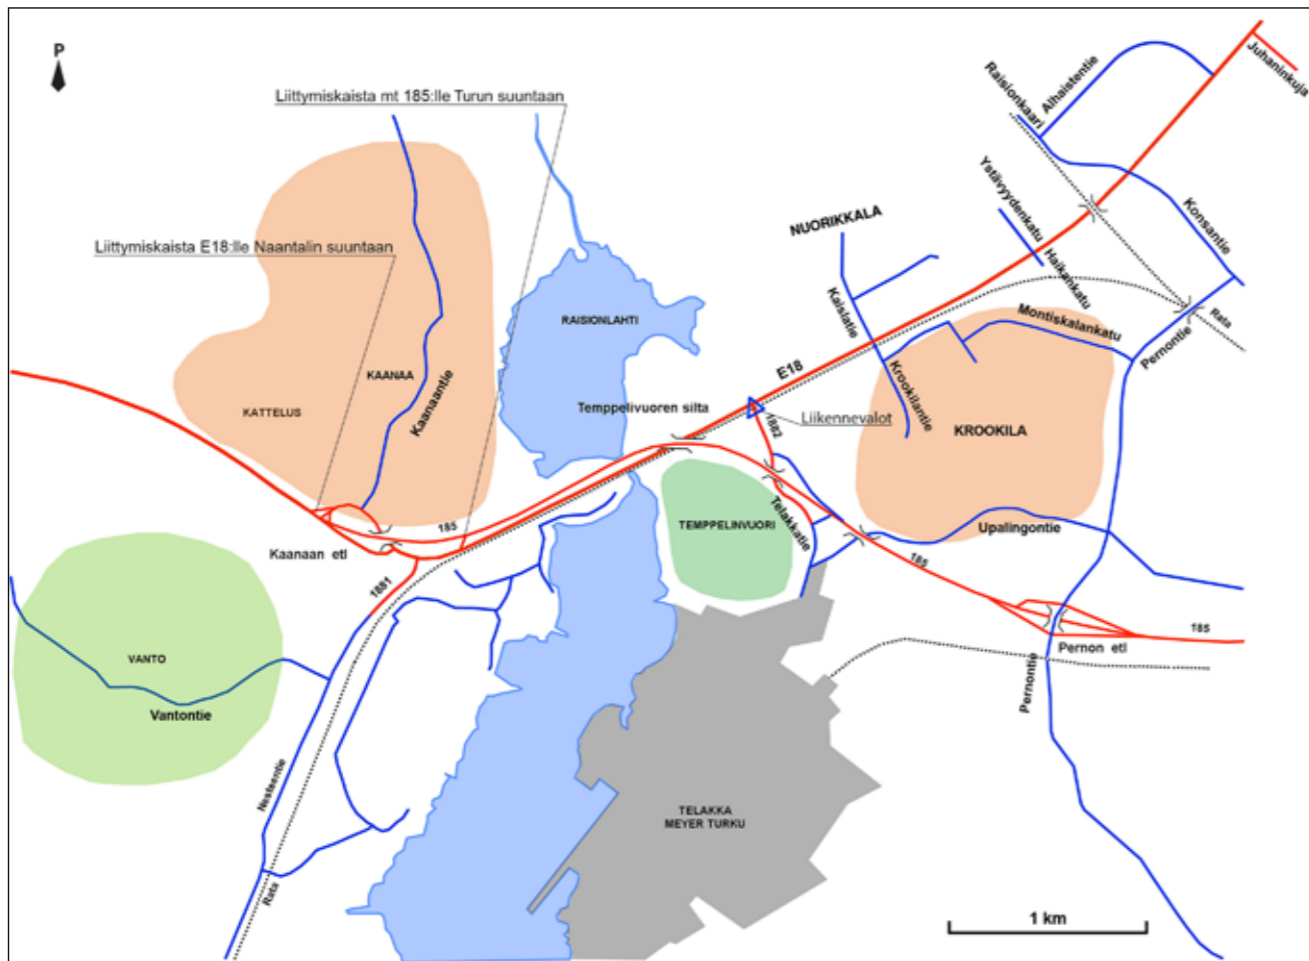 P
Liittymiskaista mt 185:lle Turun suuntaan
Liittymiskaista E18:lle Naantalin suuntaan
Juhaninkuja
Alhaistentie
Raisionkaari
Ystävyydenkatu
Konsantie
NUORIKKALA
Haikankatu
Kaislatie
RAISIONLAHTI
Montiskalankatu
Rata
Pernontie
KAANAA
Kaanaantie
KATTELUS
E18
Krookilantie
Temppelivuoren silta
1882
Liikennevalot
KROOKILA
185
TEMPPELINVUORI
Telakkatie
Upalingontie
Kaanaan etl
185
1881
185
Pernon etl
VANTO
Pernontie
Vantontie
Nesteentie
TELAKKA
MEYER TURKU
Rata
1 km